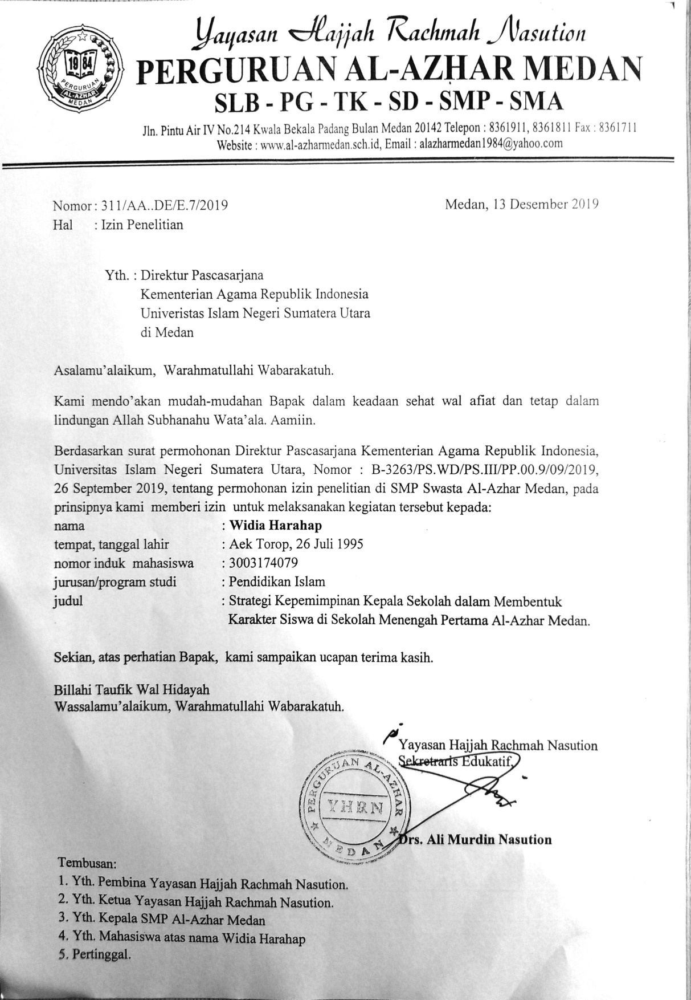 Yayasan Hajjah Rachmah Nasution
PERGURUAN AL-AZHAR MEDAN
SLB - PG - TK - SD - SMP - SMA
Jln. Pintu Air IV No.214 Kwala Bekala Padang Bulan Medan 20142 Telepon : 8361911, 8361811 Fax : 8361711
Website : www.al-azharmedan.sch.id, Email : alazharmedan1984@yahoo.com
1984
PERGURUAN
AL-AZHAR
MEDAN
Nomor : 311/AA..DE/E.7/2019
Medan, 13 Desember 2019
Hal : Izin Penelitian
Yth. : Direktur Pascasarjana
Kementerian Agama Republik Indonesia
Univeristas Islam Negeri Sumatera Utara
di Medan
Asalamu’alaikum, Warahmatullahi Wabarakatuh.
Kami mendo’akan mudah-mudahan Bapak dalam keadaan sehat wal afiat dan tetap dalam
lindungan Allah Subhanahu Wata’ala. Aamiin.
Berdasarkan surat permohonan Direktur Pascasarjana Kementerian Agama Republik Indonesia,
Universitas Islam Negeri Sumatera Utara, Nomor : B-3263/PS.WD/PS.III/PP.00.9/09/2019,
26 September 2019, tentang permohonan izin penelitian di SMP Swasta Al-Azhar Medan, pada
prinsipnya kami memberi izin untuk melaksanakan kegiatan tersebut kepada:
nama : Widia Harahap
tempat, tanggal lahir : Aek Torop, 26 Juli 1995
nomor induk mahasiswa : 3003174079
jurusan/program studi : Pendidikan Islam
judul : Strategi Kepemimpinan Kepala Sekolah dalam Membentuk
Karakter Siswa di Sekolah Menengah Pertama Al-Azhar Medan.
Sekian, atas perhatian Bapak, kami sampaikan ucapan terima kasih.
Billahi Taufik Wal Hidayah
Wassalamu’alaikum, Warahmatullahi Wabarakatuh.
Yayasan Hajjah Rachmah Nasution
Sekretraris Edukatif,
PERGURUAN AL-AZHAR
YHRN
MEDAN
Drs. Ali Murdin Nasution
Tembusan:
1. Yth. Pembina Yayasan Hajjah Rachmah Nasution.
2. Yth. Ketua Yayasan Hajjah Rachmah Nasution.
3. Yth. Kepala SMP Al-Azhar Medan
4. Yth. Mahasiswa atas nama Widia Harahap
5. Pertinggal.